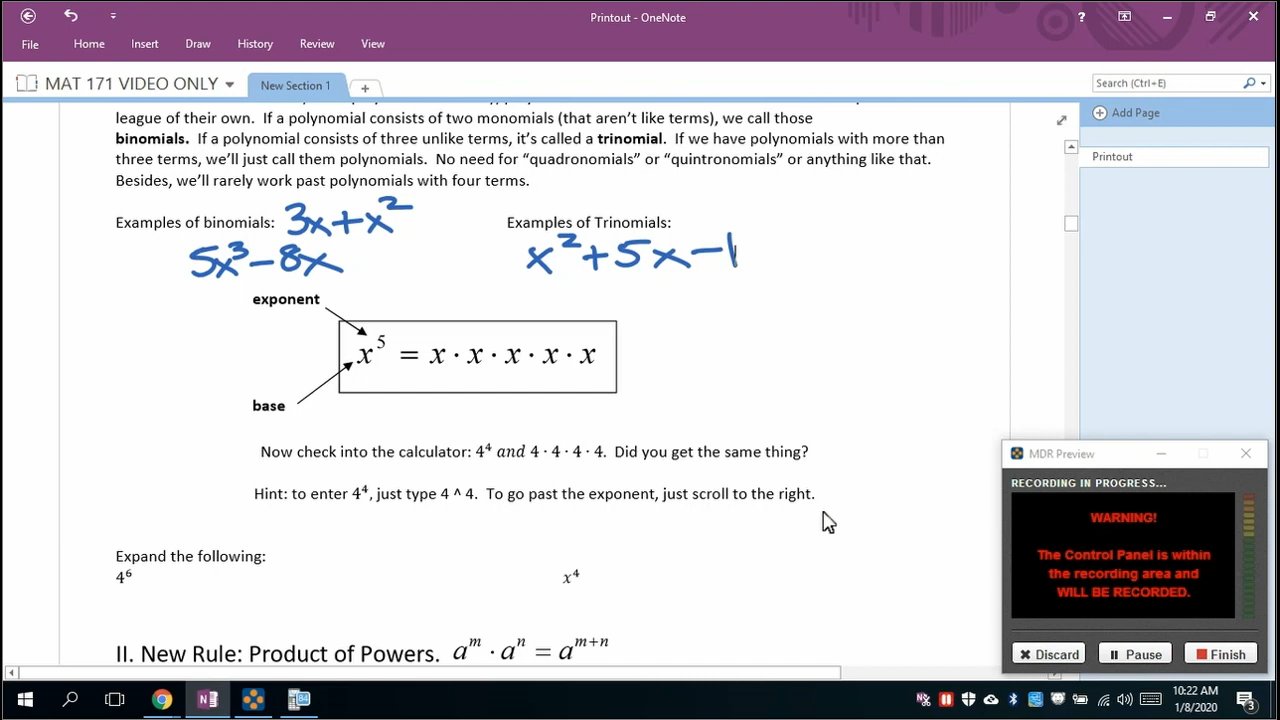 Printout - OneNote
?
File Home Insert Draw History Review View
MAT 171 VIDEO ONLY New Section 1 +
Search (Ctrl+E)
Add Page
Printout
league of their own. If a polynomial consists of two monomials (that aren't like terms), we call those
binomials. If a polynomial consists of three unlike terms, it's called a trinomial. If we have polynomials with more than
three terms, we'll just call them polynomials. No need for "quadronomials" or "quintronomials" or anything like that.
Besides, we'll rarely work past polynomials with four terms.
Examples of binomials: 3x+x² Examples of Trinomials:
5x³-8x x²+5x-1
exponent
x⁵ = x · x · x · x · x
base
Now check into the calculator: 4⁴ and 4 · 4 · 4 · 4. Did you get the same thing?
Hint: to enter 4⁴, just type 4 ^ 4. To go past the exponent, just scroll to the right.
Expand the following:
4⁶ x⁴
II. New Rule: Product of Powers. aᵐ · aⁿ = aᵐ⁺ⁿ
MDR Preview
RECORDING IN PROGRESS...
WARNING!
The Control Panel is within
the recording area and
WILL BE RECORDED.
Discard Pause Finish
10:22 AM
1/8/2020
3